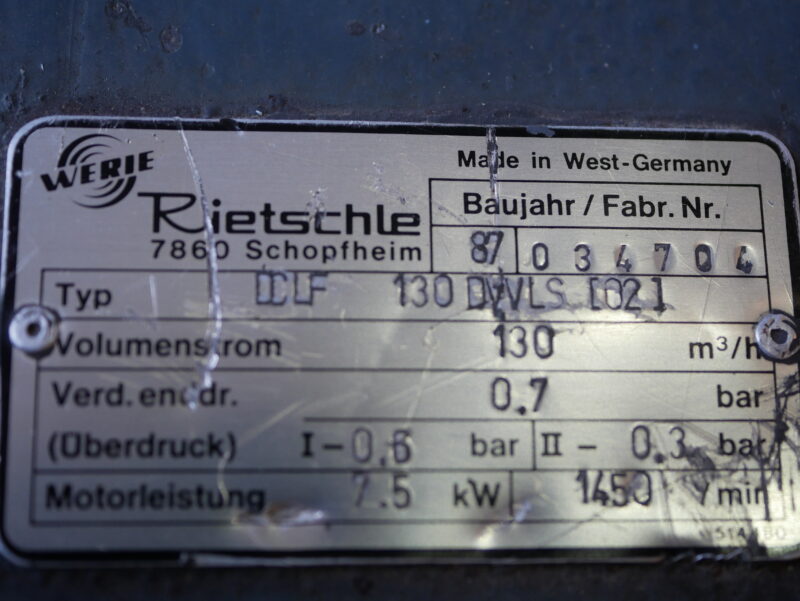 WERIE
Made in West-Germany
Rietschle
7860 Schopfheim
Baujahr / Fabr. Nr.
87 034704
Typ 130 DVVLS [02]
Volumenstrom 130 m³/h
Verd. enddr. 0.7 bar
(Überdruck) I - 0.6 bar II - 0.3 bar
Motorleistung 7.5 kW 1450 /min